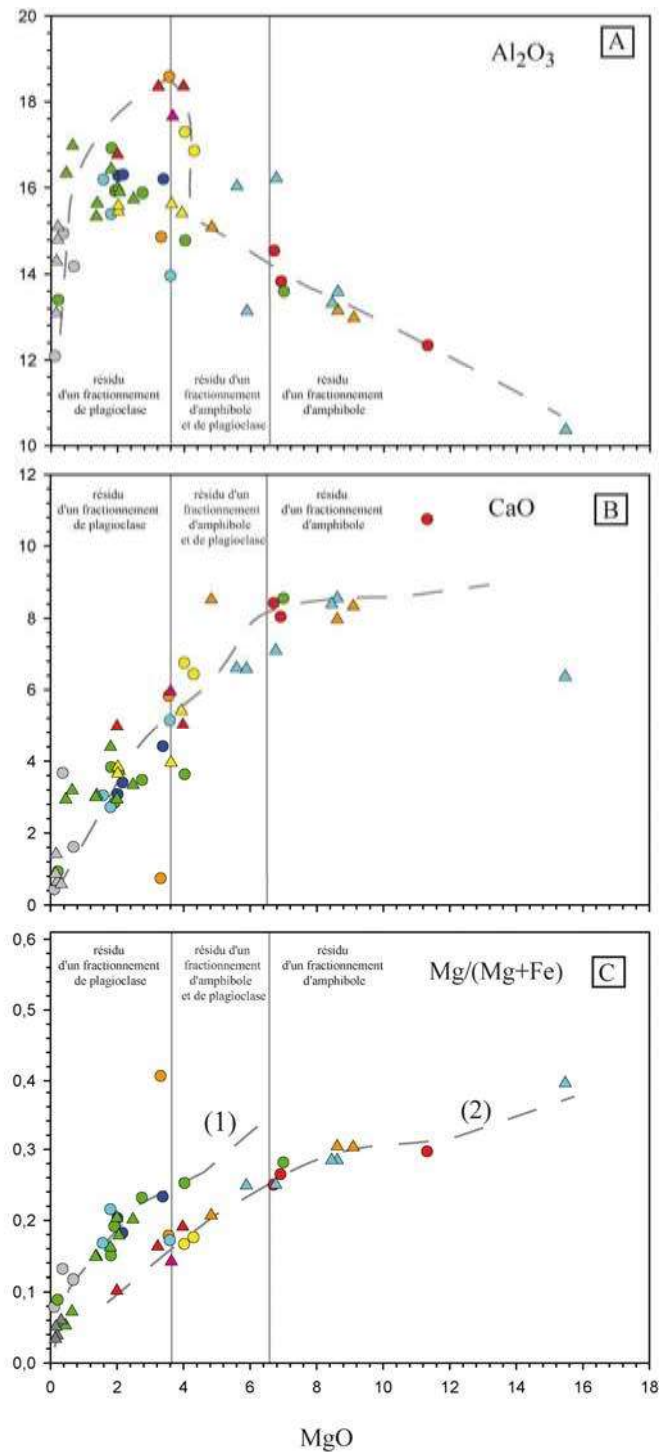 20
18
16
14
12
10
A
Al₂O₃
résidu
d'un fractionnement
de plagioclase
résidu d'un
fractionnement
d'amphibole
et de plagioclase
résidu
d'un fractionnement
d'amphibole
12
10
8
6
4
2
0
résidu
d'un fractionnement
de plagioclase
résidu d'un
fractionnement
d'amphibole
et de plagioclase
résidu
d'un fractionnement
d'amphibole
CaO
B
0,6
0,5
0,4
0,3
0,2
0,1
0,0
résidu
d'un fractionnement
de plagioclase
résidu d'un
fractionnement
d'amphibole
et de plagioclase
résidu
d'un fractionnement
d'amphibole
Mg/(Mg+Fe)
C
(1)
(2)
0 2 4 6 8 10 12 14 16 18
MgO